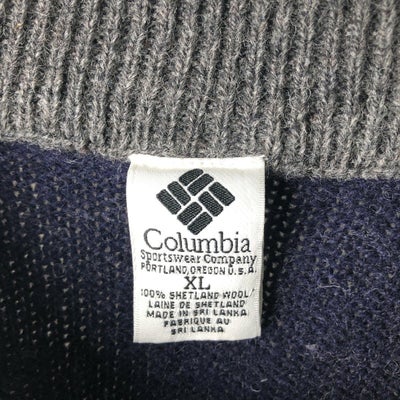 Columbia
Sportswear Company
PORTLAND, OREGON U.S.A.
XL
100% SHETLAND WOOL/
LAINE DE SHETLAND
MADE IN SRI LANKA
FABRIQUE AU
SRI LANKA